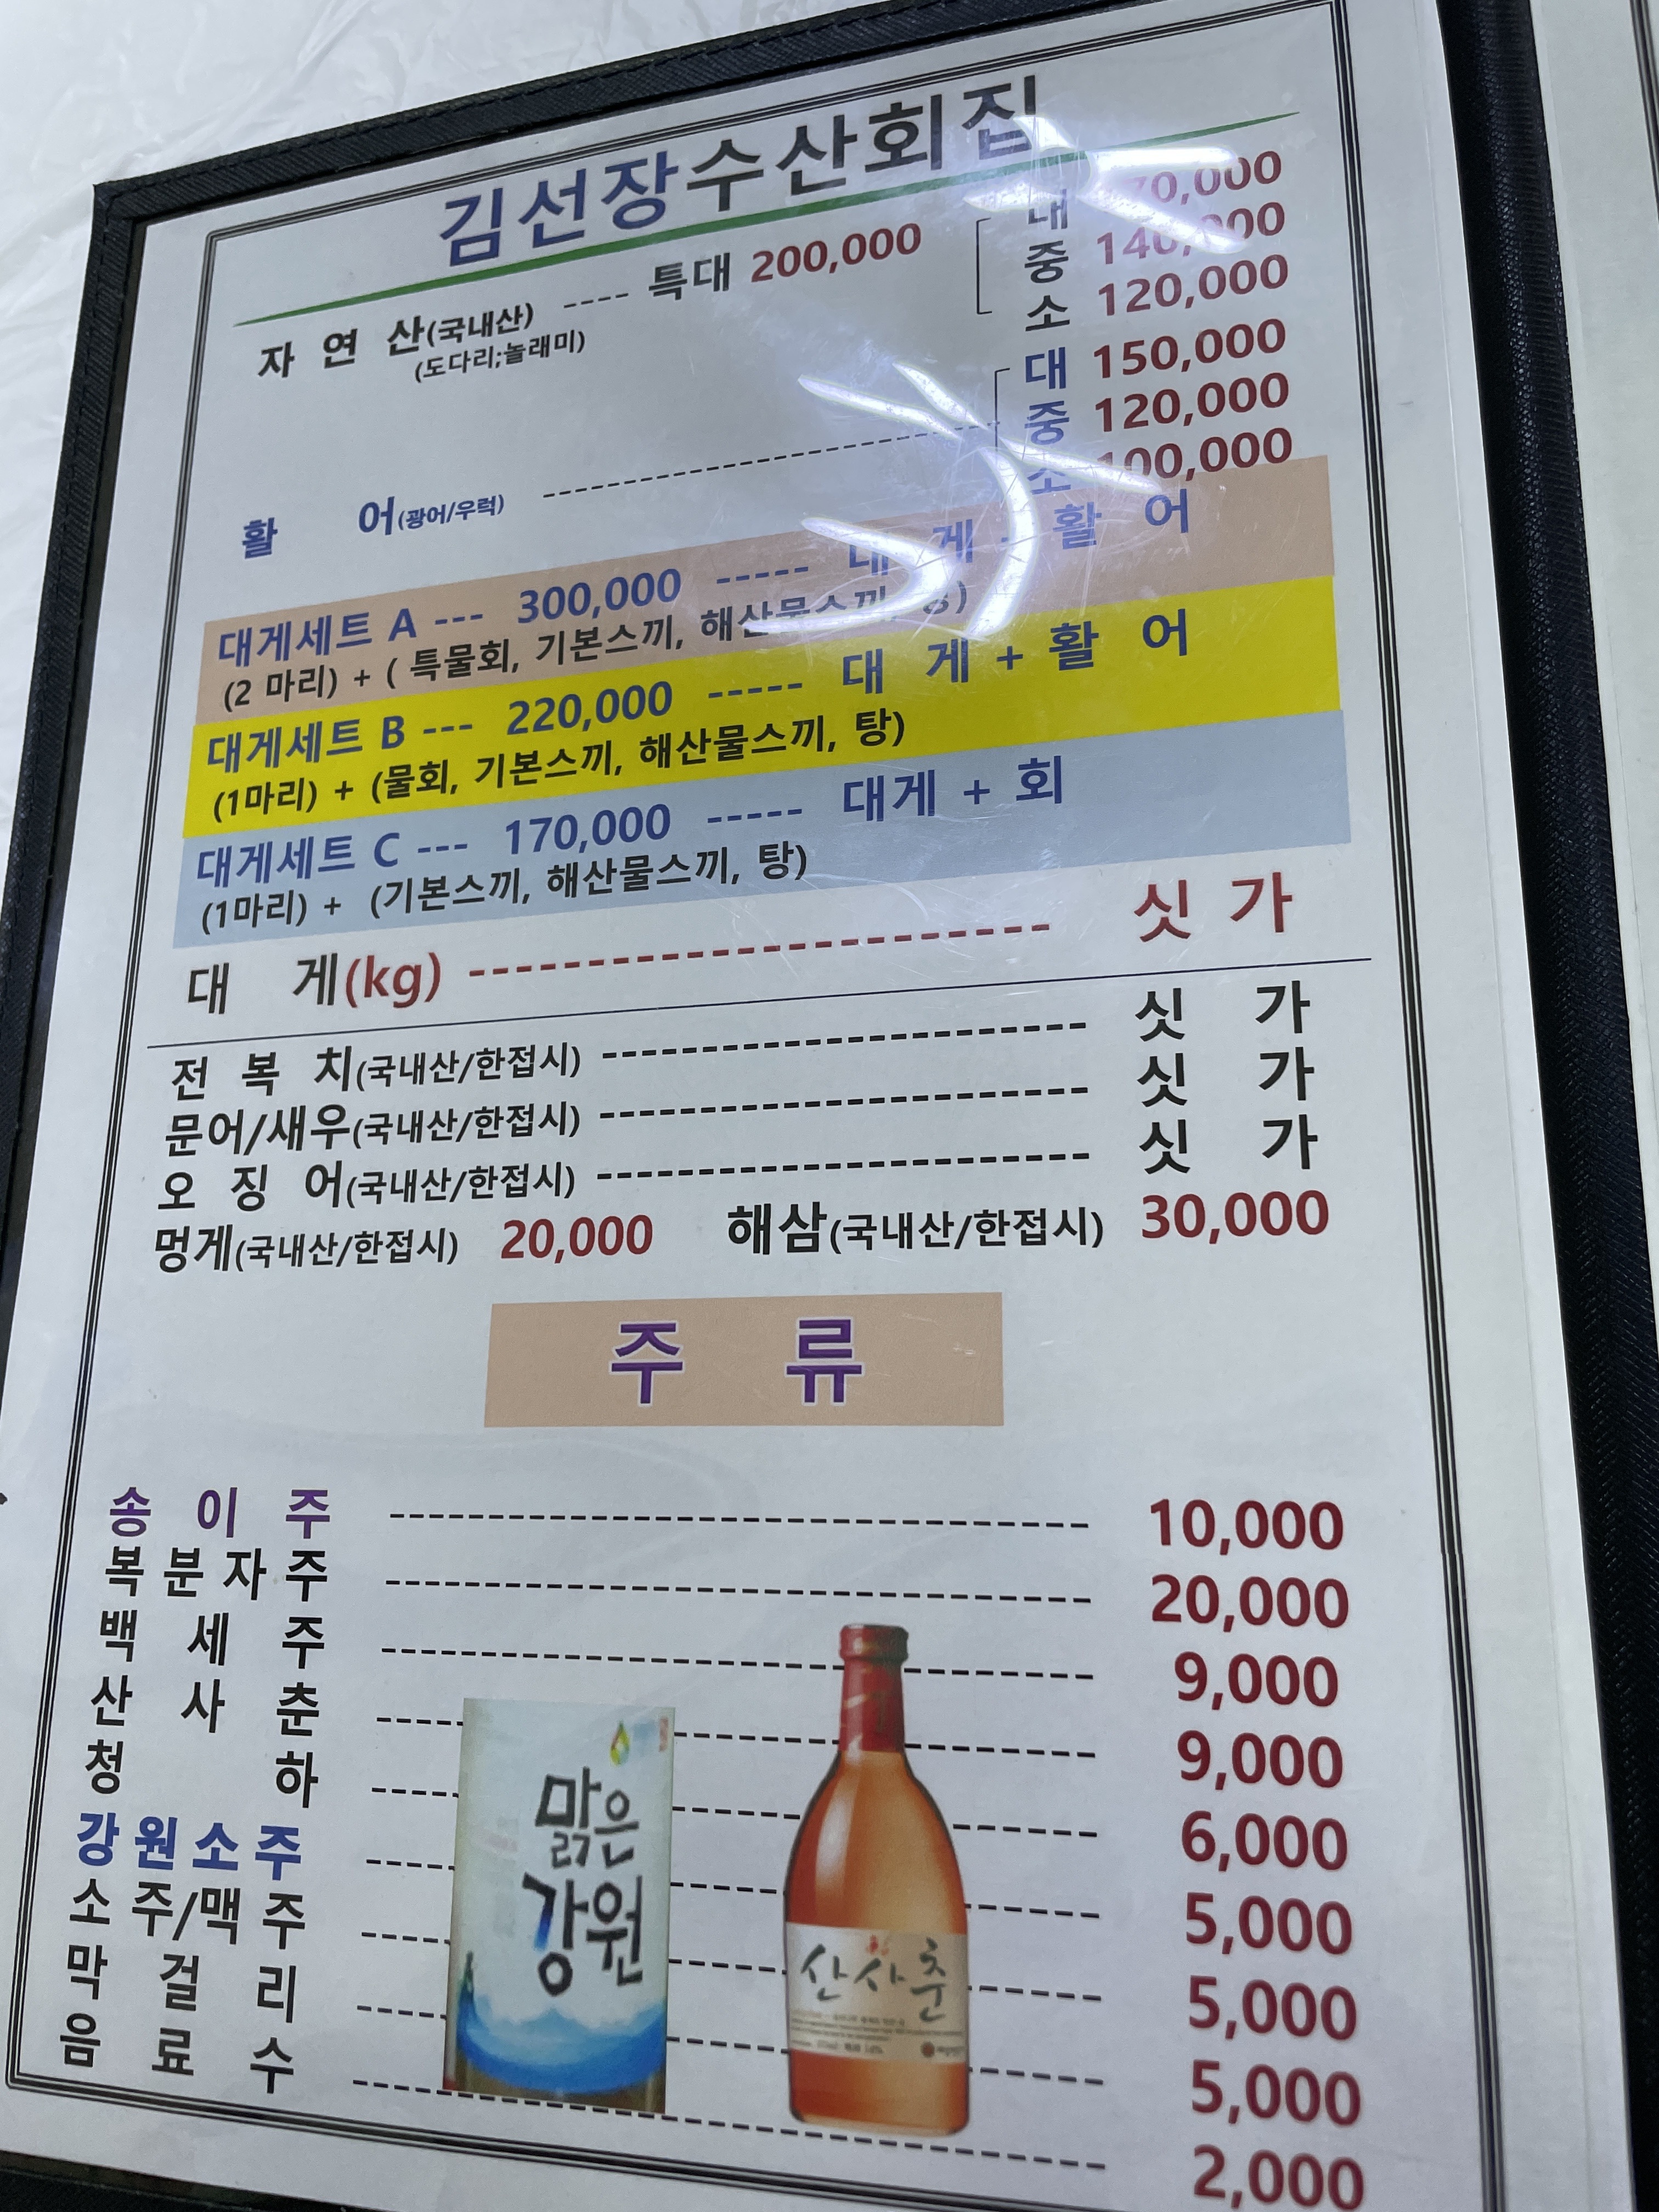 김선장수산회집
자 연 산(국내산) ---- 특대 200,000
(도다리;놀래미)
대
중 140,000
소 120,000
활 어(광어/우럭) ----------------------------
대 150,000
중 120,000
소 100,000
대게세트 A --- 300,000 ----- 대 게 + 활 어
(2 마리) + ( 특물회, 기본스끼, 해산물스끼, 탕)
대게세트 B --- 220,000 ----- 대 게 + 활 어
(1마리) + (물회, 기본스끼, 해산물스끼, 탕)
대게세트 C --- 170,000 ----- 대게 + 회
(1마리) + (기본스끼, 해산물스끼, 탕)
대 게(kg) ------------------------ 싯 가
전 복 치(국내산/한접시) ------------------------ 싯 가
문어/새우(국내산/한접시) ------------------------ 싯 가
오 징 어(국내산/한접시) ------------------------ 싯 가
멍게(국내산/한접시) 20,000 해삼(국내산/한접시) 30,000
주 류
송 이 주 ------------------------ 10,000
복 분 자 주 ------------------------ 20,000
백 세 주 ------------------------ 9,000
산 사 춘 ------------------------ 9,000
청 하 ------------------------ 6,000
강 원 소 주 ------------------------ 5,000
소 주/맥 주 ------------------------ 5,000
막 걸 리 ------------------------ 5,000
음 료 수 ------------------------ 2,000
맑은
강원
산사춘